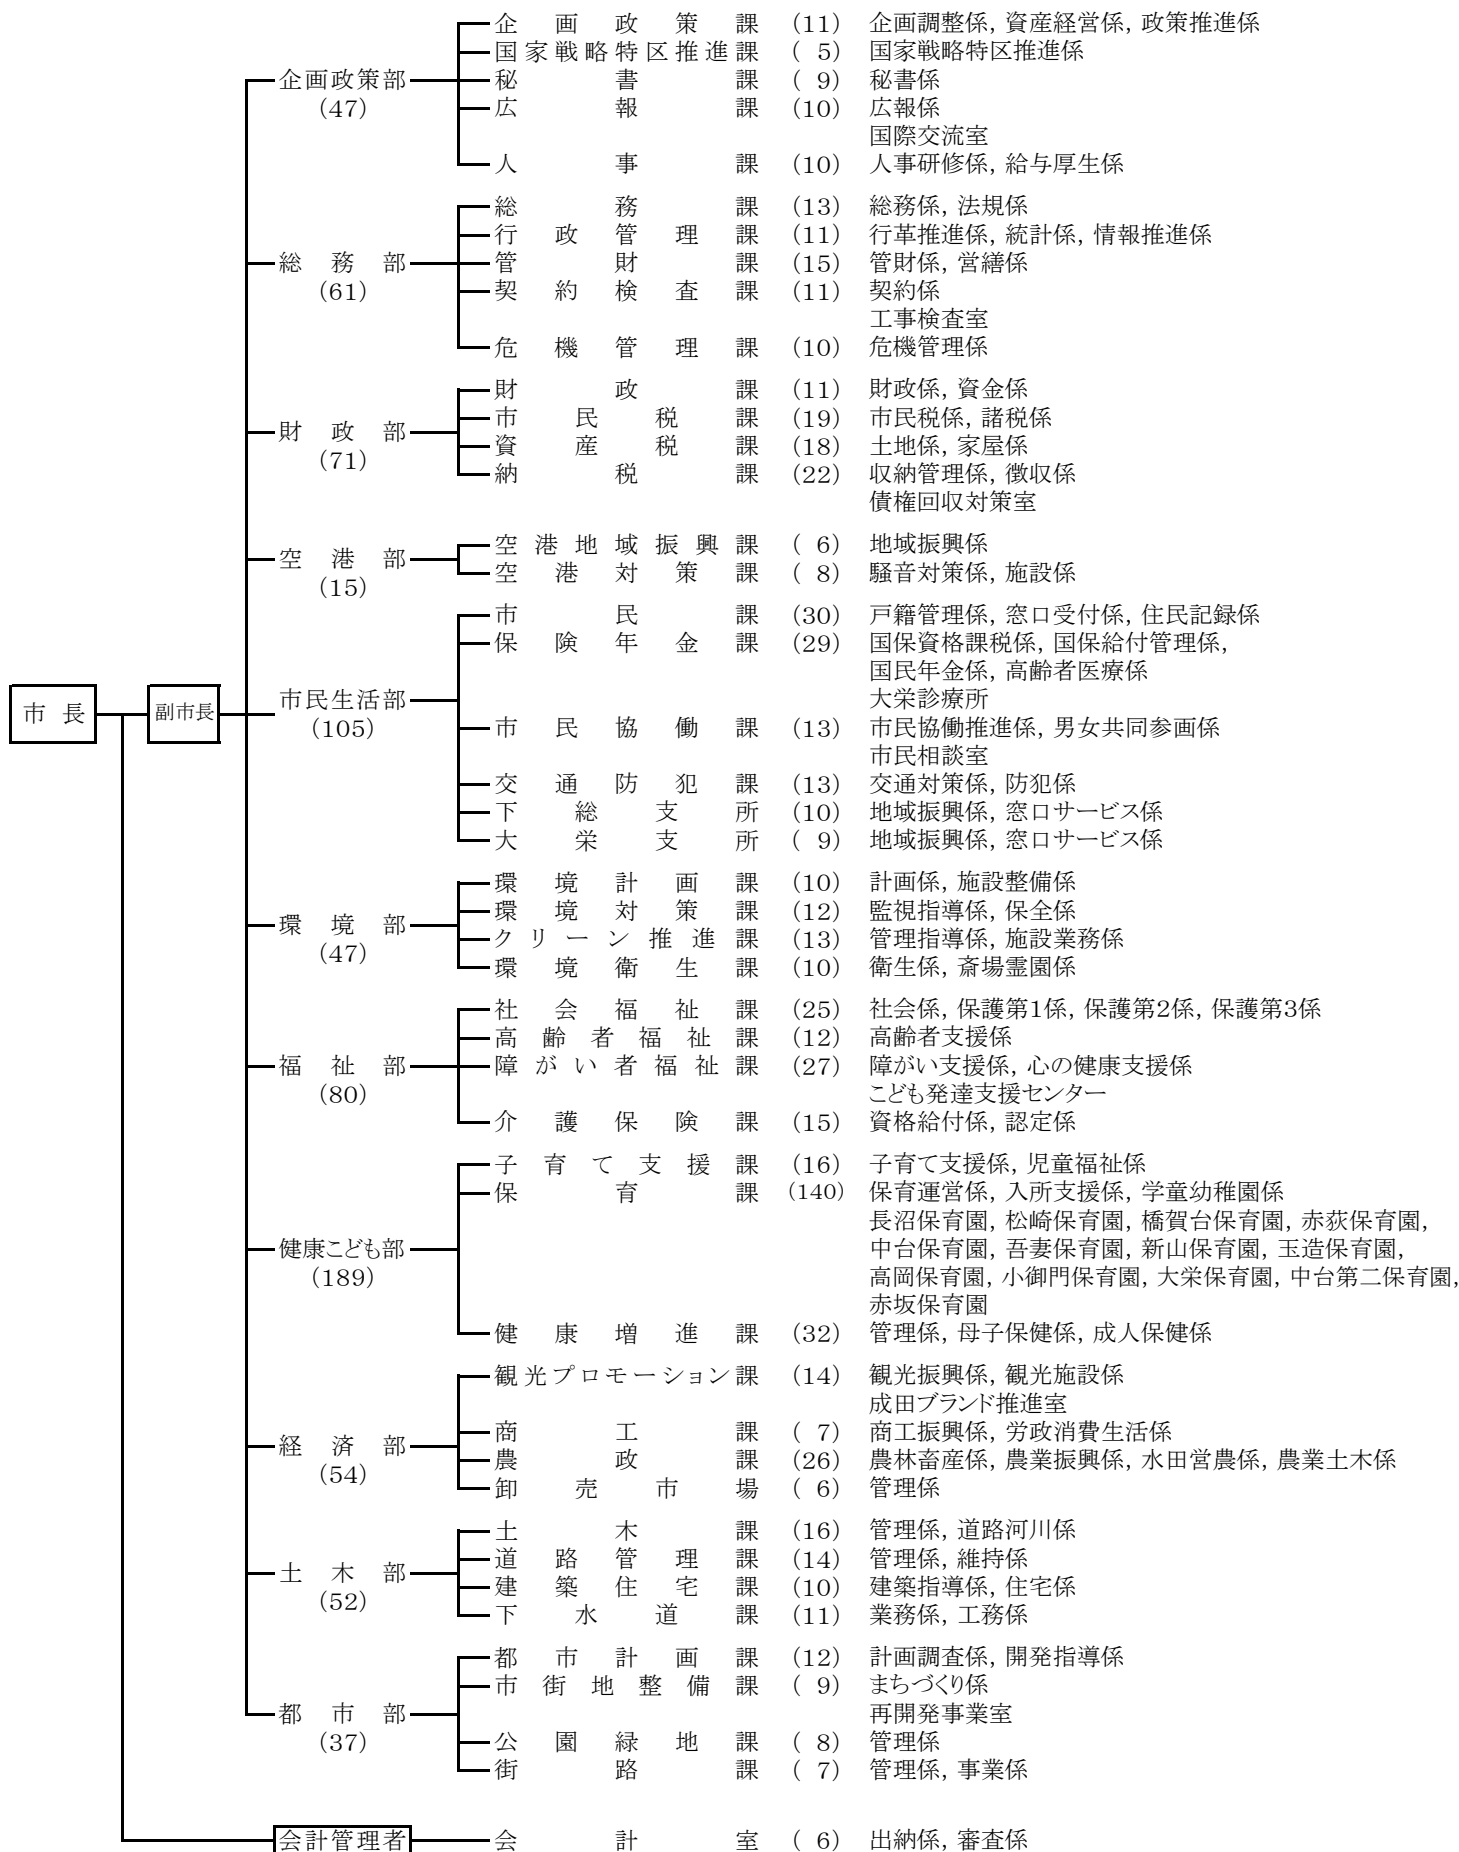 企画政策課 (11) 企画調整係, 資産経営係, 政策推進係
国家戦略特区推進課 ( 5) 国家戦略特区推進係
企画政策部 秘書課 ( 9) 秘書係
(47) 広報課 (10) 広報係
国際交流室
人事課 (10) 人事研修係, 給与厚生係
総務課 (13) 総務係, 法規係
行政管理課 (11) 行革推進係, 統計係, 情報推進係
総務部 管財課 (15) 管財係, 営繕係
(61) 契約検査課 (11) 契約係
工事検査室
危機管理課 (10) 危機管理係
財政課 (11) 財政係, 資金係
市民税課 (19) 市民税係, 諸税係
財政部 資産税課 (18) 土地係, 家屋係
(71) 納税課 (22) 収納管理係, 徴収係
債権回収対策室
空港部 空港地域振興課 ( 6) 地域振興係
(15) 空港対策課 ( 8) 騒音対策係, 施設係
市民課 (30) 戸籍管理係, 窓口受付係, 住民記録係
保険年金課 (29) 国保資格課税係, 国保給付管理係,
国民年金係, 高齢者医療係
市長 副市長 市民生活部 大栄診療所
(105) 市民協働課 (13) 市民協働推進係, 男女共同参画係
市民相談室
交通防犯課 (13) 交通対策係, 防犯係
下総支所 (10) 地域振興係, 窓口サービス係
大栄支所 ( 9) 地域振興係, 窓口サービス係
環境計画課 (10) 計画係, 施設整備係
環境部 環境対策課 (12) 監視指導係, 保全係
(47) クリーン推進課 (13) 管理指導係, 施設業務係
環境衛生課 (10) 衛生係, 斎場霊園係
社会福祉課 (25) 社会係, 保護第1係, 保護第2係, 保護第3係
高齢者福祉課 (12) 高齢者支援係
福祉部 障がい者福祉課 (27) 障がい支援係, 心の健康支援係
(80) こども発達支援センター
介護保険課 (15) 資格給付係, 認定係
子育て支援課 (16) 子育て支援係, 児童福祉係
保育課 (140) 保育運営係, 入所支援係, 学童幼稚園係
長沼保育園, 松崎保育園, 橋賀台保育園, 赤荻保育園,
健康こども部 中台保育園, 吾妻保育園, 新山保育園, 玉造保育園,
(189) 高岡保育園, 小御門保育園, 大栄保育園, 中台第二保育園,
赤坂保育園
健康増進課 (32) 管理係, 母子保健係, 成人保健係
観光プロモーション課 (14) 観光振興係, 観光施設係
成田ブランド推進室
商工課 ( 7) 商工振興係, 労政消費生活係
経済部 農政課 (26) 農林畜産係, 農業振興係, 水田営農係, 農業土木係
(54) 卸売市場 ( 6) 管理係
土木課 (16) 管理係, 道路河川係
土木部 道路管理課 (14) 管理係, 維持係
(52) 建築住宅課 (10) 建築指導係, 住宅係
下水道課 (11) 業務係, 工務係
都市計画課 (12) 計画調査係, 開発指導係
市街地整備課 ( 9) まちづくり係
都市部 再開発事業室
(37) 公園緑地課 ( 8) 管理係
街路課 ( 7) 管理係, 事業係
会計管理者 会計室 ( 6) 出納係, 審査係